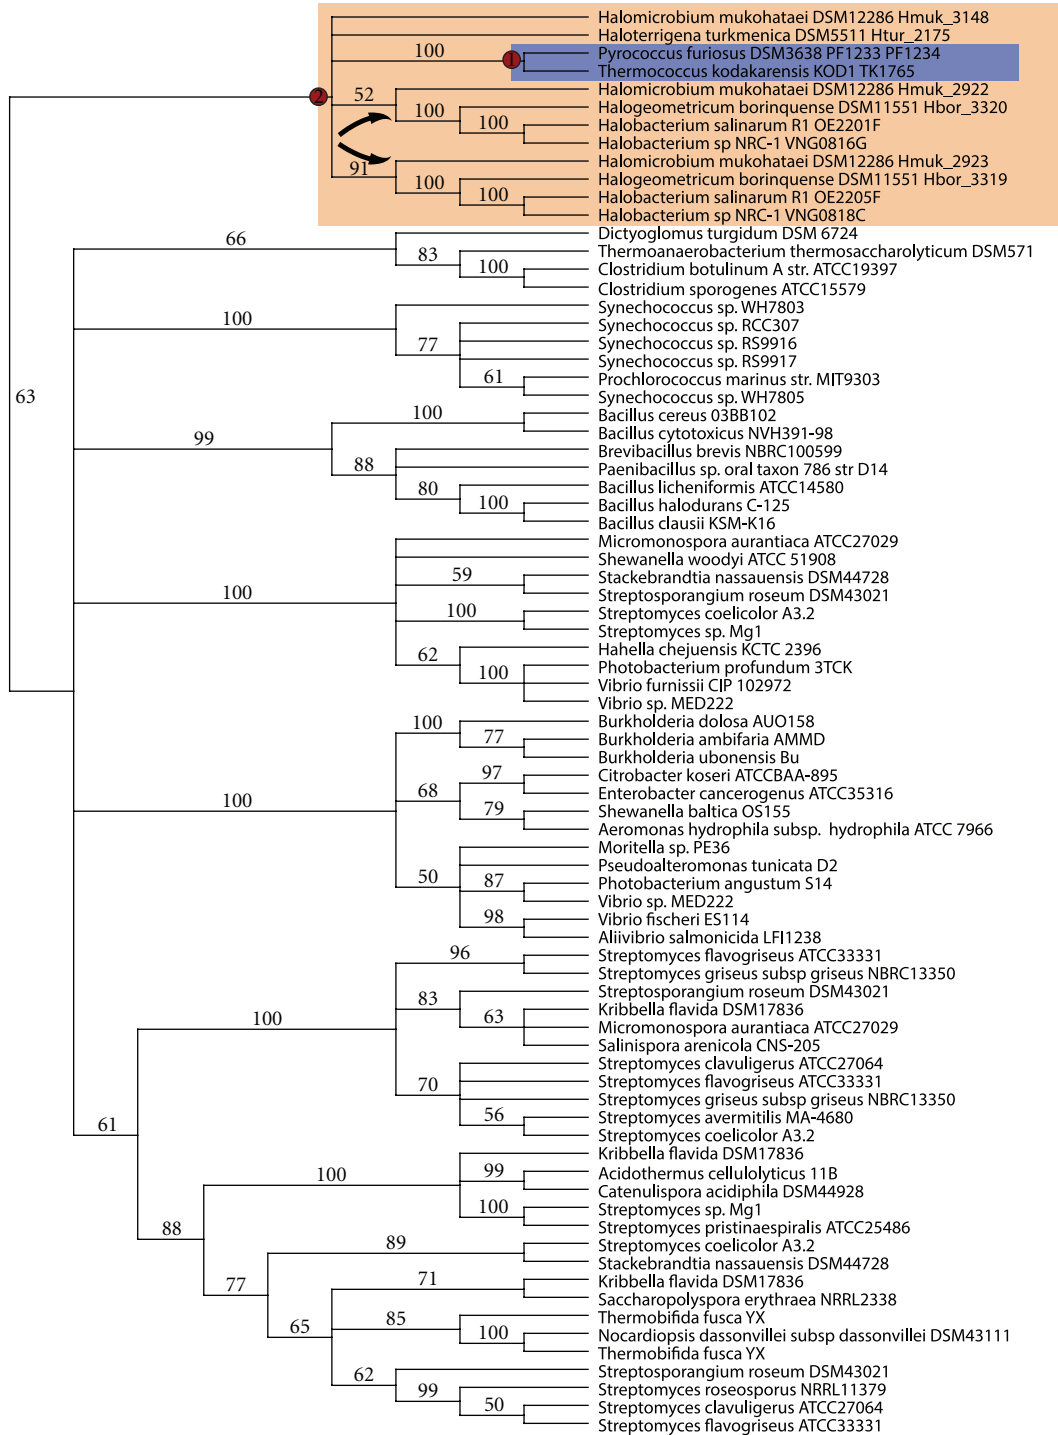 Halomicrobium mukohataei DSM12286 Hmuk_3148
Haloterrigena turkmenica DSM5511 Htur_2175
100
1
Pyrococcus furiosus DSM3638 PF1233 PF1234
Thermococcus kodakarensis KOD1 TK1765
2
52
Halomicrobium mukohataei DSM12286 Hmuk_2922
100
Halogeometricum borinquense DSM11551 Hbor_3320
100
Halobacterium salinarum R1 OE2201F
Halobacterium sp NRC-1 VNG0816G
91
Halomicrobium mukohataei DSM12286 Hmuk_2923
100
Halogeometricum borinquense DSM11551 Hbor_3319
100
Halobacterium salinarum R1 OE2205F
Halobacterium sp NRC-1 VNG0818C
66
Dictyoglomus turgidum DSM 6724
83
Thermoanaerobacterium thermosaccharolyticum DSM571
100
Clostridium botulinum A str. ATCC19397
Clostridium sporogenes ATCC15579
100
Synechococcus sp. WH7803
77
Synechococcus sp. RCC307
Synechococcus sp. RS9916
Synechococcus sp. RS9917
61
Prochlorococcus marinus str. MIT9303
Synechococcus sp. WH7805
63
100
Bacillus cereus 03BB102
Bacillus cytotoxicus NVH391-98
99
88
Brevibacillus brevis NBRC100599
Paenibacillus sp. oral taxon 786 str D14
80
Bacillus licheniformis ATCC14580
100
Bacillus halodurans C-125
Bacillus clausii KSM-K16
100
Micromonospora aurantiaca ATCC27029
Shewanella woodyi ATCC 51908
59
Stackebrandtia nassauensis DSM44728
Streptosporangium roseum DSM43021
100
Streptomyces coelicolor A3.2
Streptomyces sp. Mg1
62
Hahella chejuensis KCTC 2396
100
Photobacterium profundum 3TCK
Vibrio furnissii CIP 102972
Vibrio sp. MED222
100
100
Burkholderia dolosa AUO158
77
Burkholderia ambifaria AMMD
Burkholderia ubonensis Bu
68
97
Citrobacter koseri ATCCBAA-895
Enterobacter cancerogenus ATCC35316
79
Shewanella baltica OS155
Aeromonas hydrophila subsp. hydrophila ATCC 7966
50
Moritella sp. PE36
Pseudoalteromonas tunicata D2
87
Photobacterium angustum S14
Vibrio sp. MED222
98
Vibrio fischeri ES114
Aliivibrio salmonicida LFI1238
61
100
96
Streptomyces flavogriseus ATCC33331
Streptomyces griseus subsp griseus NBRC13350
83
Streptosporangium roseum DSM43021
63
Kribbella flavida DSM17836
Micromonospora aurantiaca ATCC27029
Salinispora arenicola CNS-205
70
Streptomyces clavuligerus ATCC27064
Streptomyces flavogriseus ATCC33331
Streptomyces griseus subsp griseus NBRC13350
56
Streptomyces avermitilis MA-4680
Streptomyces coelicolor A3.2
88
100
Kribbella flavida DSM17836
99
Acidothermus cellulolyticus 11B
Catenulispora acidiphila DSM44928
100
Streptomyces sp. Mg1
Streptomyces pristinaespiralis ATCC25486
77
89
Streptomyces coelicolor A3.2
Stackebrandtia nassauensis DSM44728
65
71
Kribbella flavida DSM17836
Saccharopolyspora erythraea NRRL2338
85
Thermobifida fusca YX
100
Nocardiopsis dassonvillei subsp dassonvillei DSM43111
Thermobifida fusca YX
62
Streptosporangium roseum DSM43021
99
Streptomyces roseosporus NRRL11379
50
Streptomyces clavuligerus ATCC27064
Streptomyces flavogriseus ATCC33331